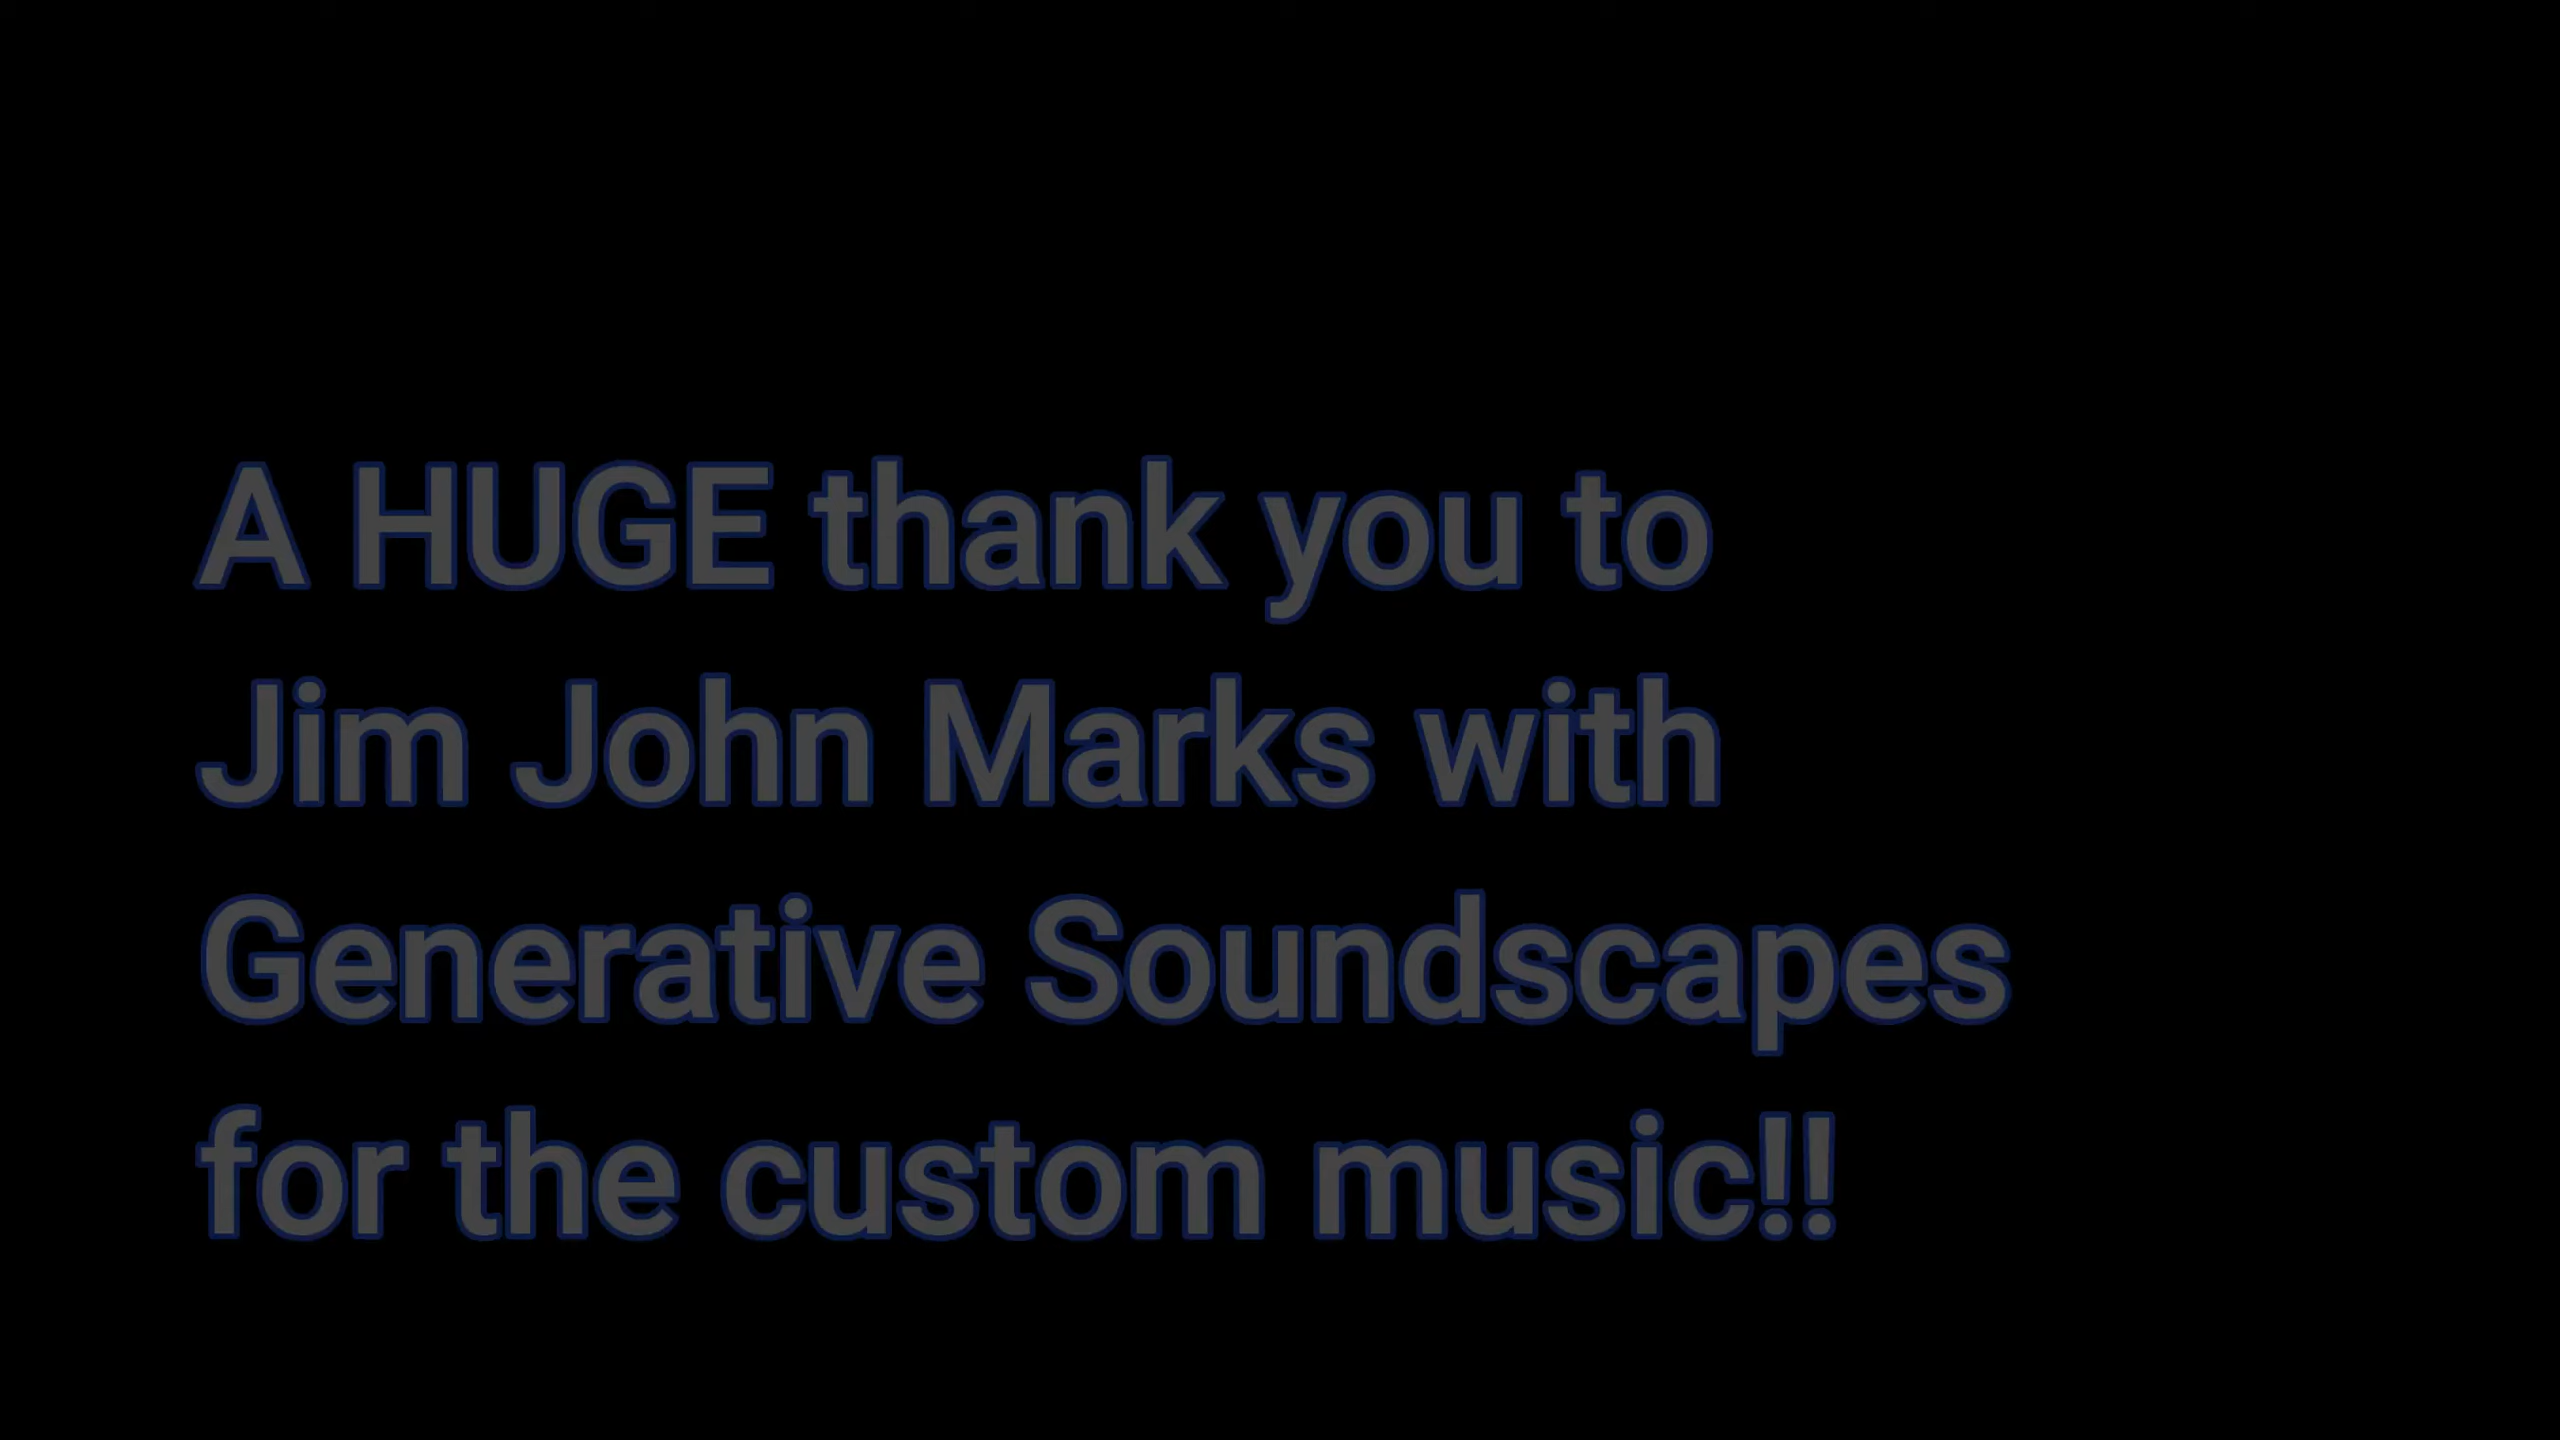 A HUGE thank you to
Jim John Marks with
Generative Soundscapes
for the custom music!!